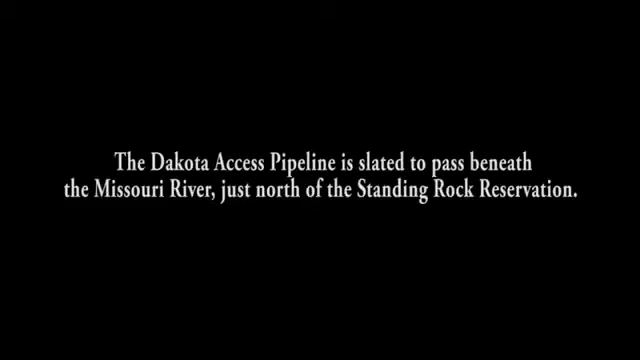 The Dakota Access Pipeline is slated to pass beneath
the Missouri River, just north of the Standing Rock Reservation.